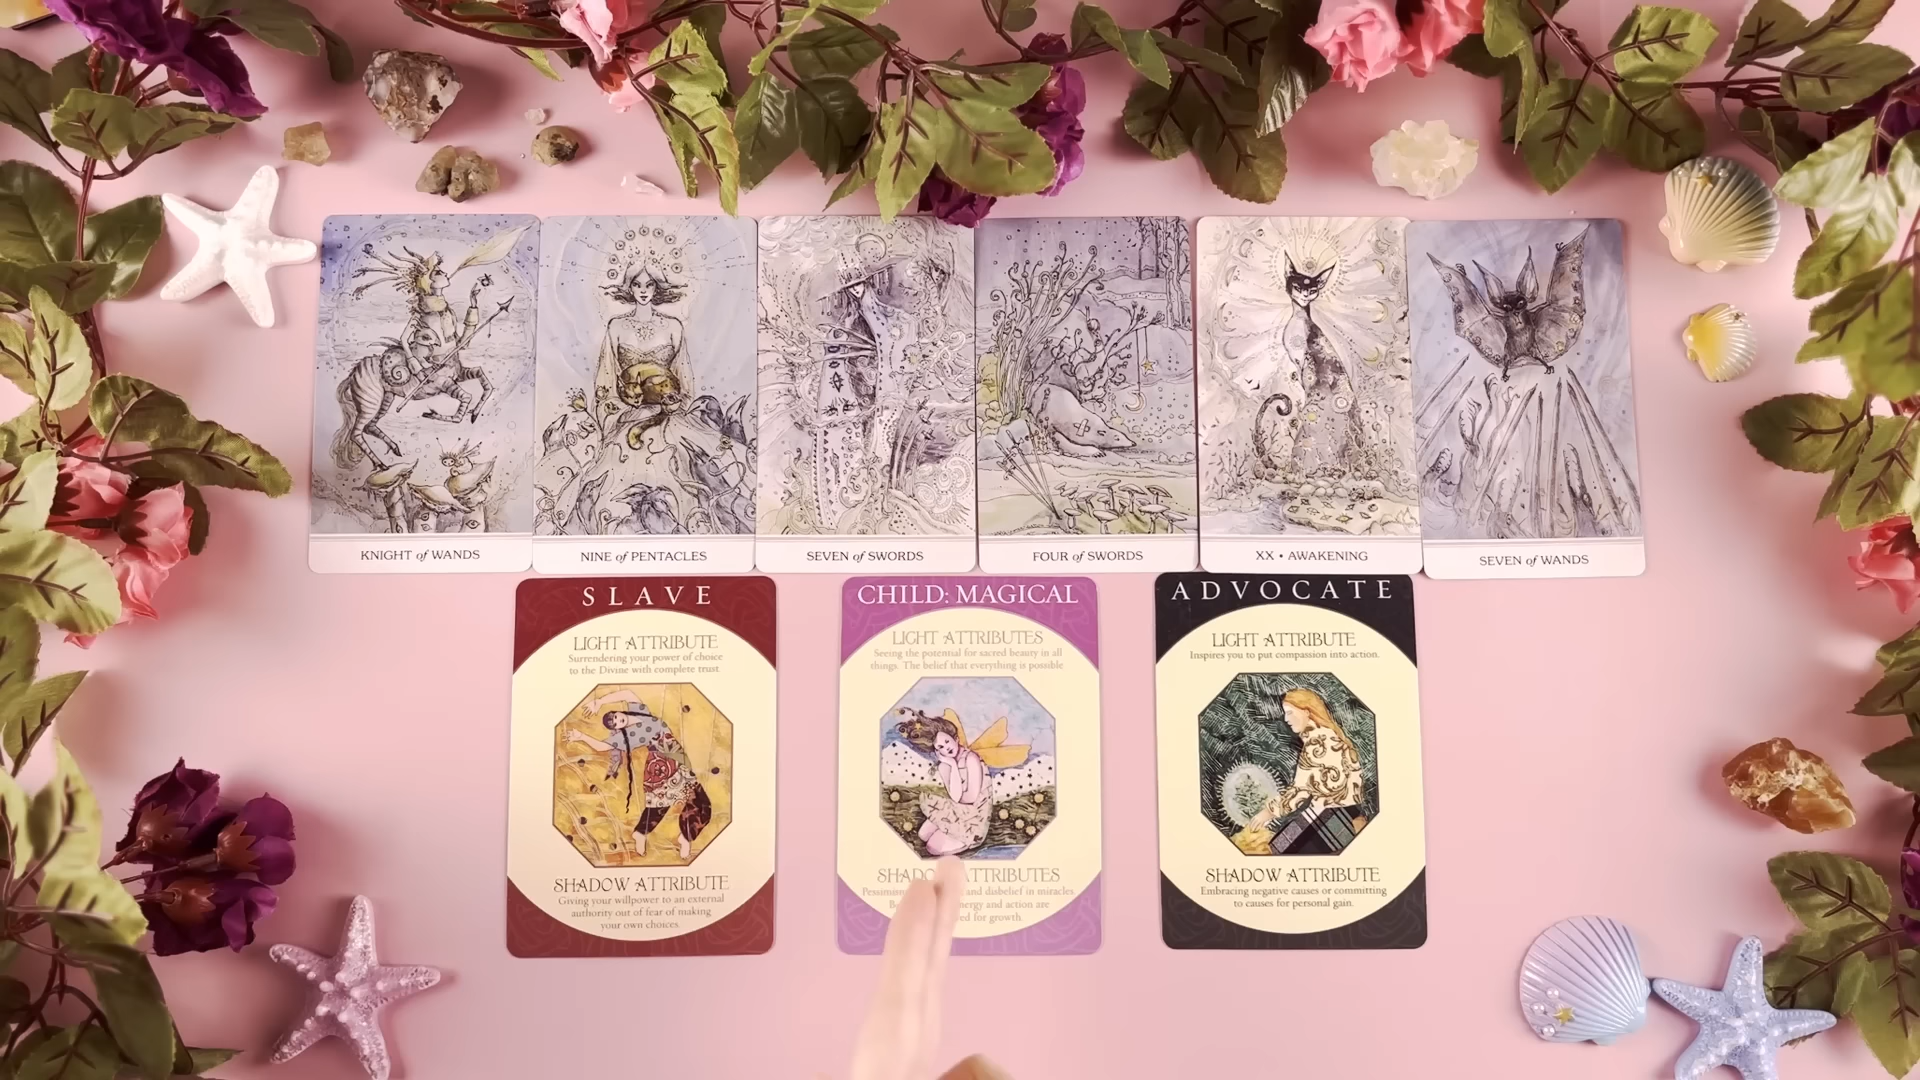 KNIGHT of WANDS
NINE of PENTACLES
SEVEN of SWORDS
FOUR of SWORDS
XX • AWAKENING
SEVEN of WANDS
SLAVE
LIGHT ATTRIBUTE
Surrendering your power of choice
to the Divine with complete trust.
SHADOW ATTRIBUTE
Giving your willpower to an external
authority out of fear of making
your own choices.
CHILD: MAGICAL
LIGHT ATTRIBUTES
Seeing the potential for sacred beauty in all
things. The belief that everything is possible
SHADOW ATTRIBUTES
and disbelief in miracles.
energy and action are
for growth.
ADVOCATE
LIGHT ATTRIBUTE
Inspires you to put compassion into action.
SHADOW ATTRIBUTE
Embracing negative causes or committing
to causes for personal gain.